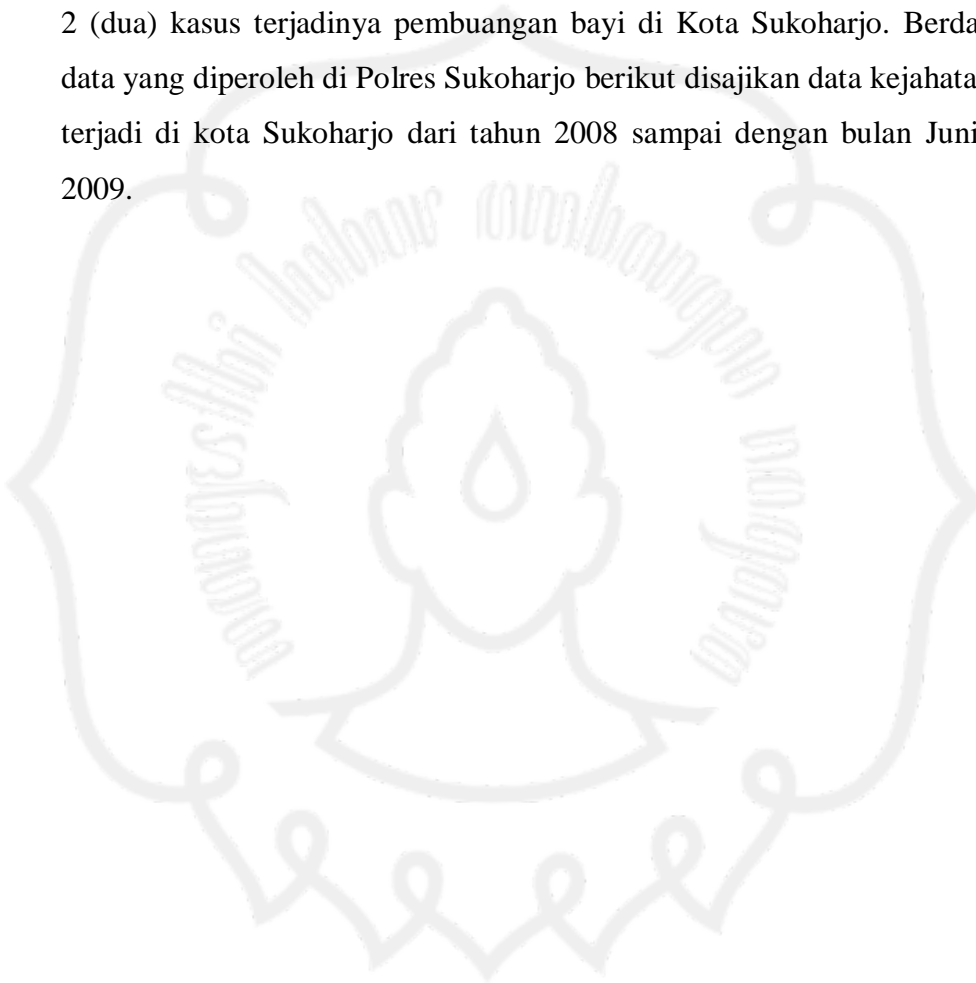 2 (dua) kasus terjadinya pembuangan bayi di Kota Sukoharjo. Berda
data yang diperoleh di Polres Sukoharjo berikut disajikan data kejahata
terjadi di kota Sukoharjo dari tahun 2008 sampai dengan bulan Juni
2009.